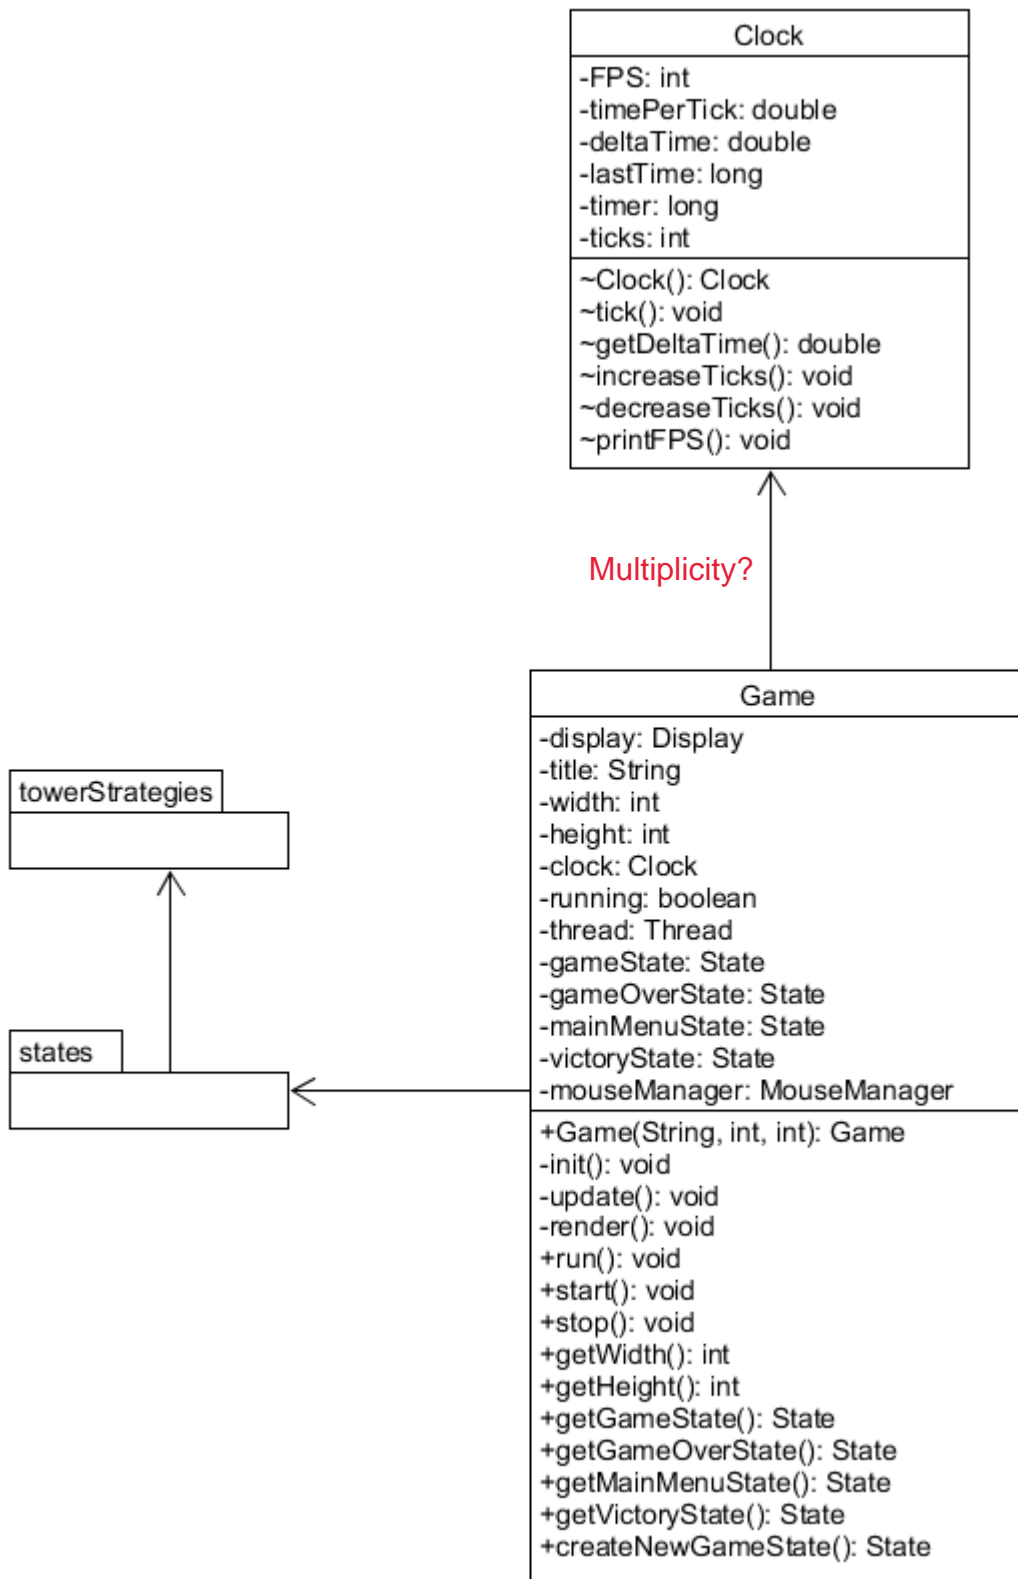 Clock
-FPS: int
-timePerTick: double
-deltaTime: double
-lastTime: long
-timer: long
-ticks: int
~Clock(): Clock
~tick(): void
~getDeltaTime(): double
~increaseTicks(): void
~decreaseTicks(): void
~printFPS(): void
Multiplicity?
Game
-display: Display
-title: String
-width: int
-height: int
-clock: Clock
-running: boolean
-thread: Thread
-gameState: State
-gameOverState: State
-mainMenuState: State
-victoryState: State
-mouseManager: MouseManager
+Game(String, int, int): Game
-init(): void
-update(): void
-render(): void
+run(): void
+start(): void
+stop(): void
+getWidth(): int
+getHeight(): int
+getGameState(): State
+getGameOverState(): State
+getMainMenuState(): State
+getVictoryState(): State
+createNewGameState(): State
towerStrategies
states